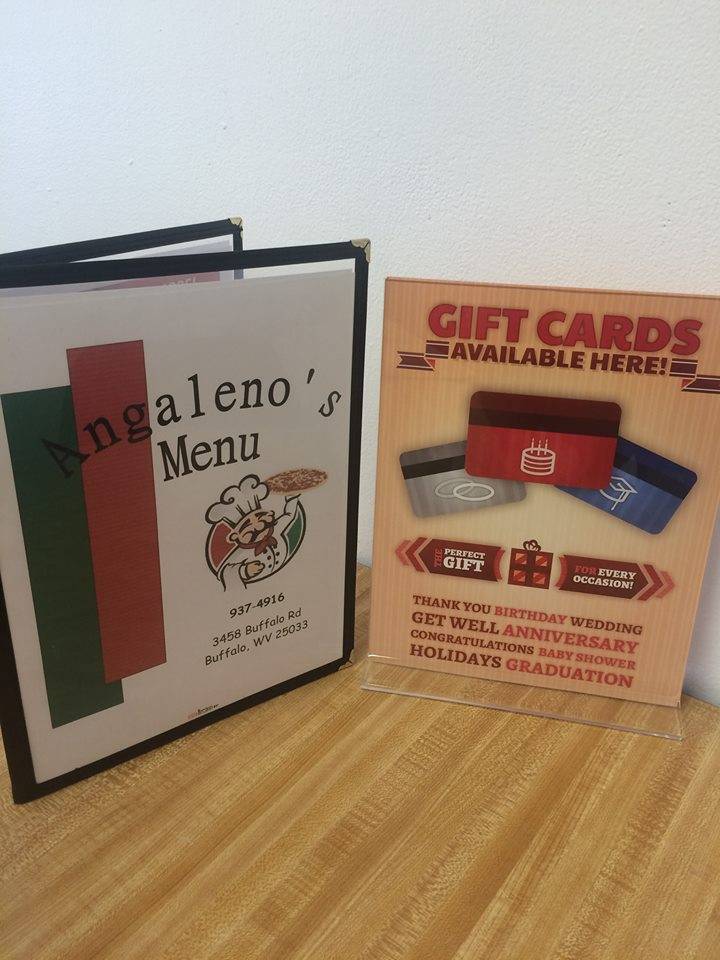 Angaleno's
Menu
937-4916
3458 Buffalo Rd
Buffalo, WV 25033
GIFT CARDS
AVAILABLE HERE!
THE PERFECT
GIFT
FOR EVERY
OCCASION!
THANK YOU BIRTHDAY WEDDING
GET WELL ANNIVERSARY
CONGRATULATIONS BABY SHOWER
HOLIDAYS GRADUATION